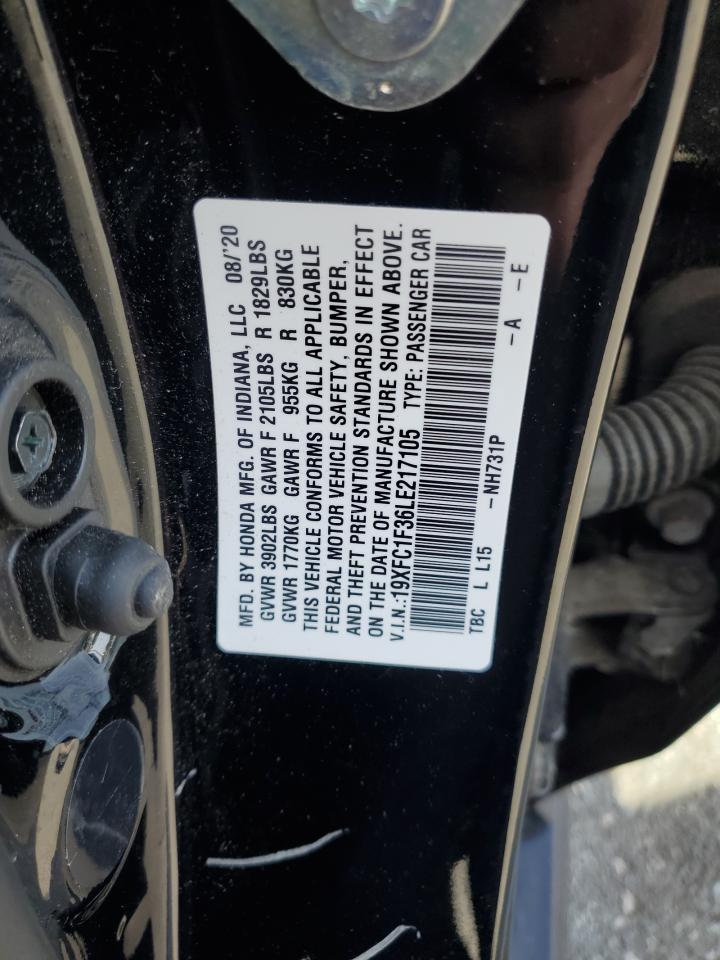 MFD. BY HONDA MFG. OF INDIANA, LLC 08/'20
GVWR 3902LBS GAWR F 2105LBS R 1829LBS
GVWR 1770KG GAWR F 955KG R 830KG
THIS VEHICLE CONFORMS TO ALL APPLICABLE
FEDERAL MOTOR VEHICLE SAFETY, BUMPER,
AND THEFT PREVENTION STANDARDS IN EFFECT
ON THE DATE OF MANUFACTURE SHOWN ABOVE.
V.I.N.: 19XFC1F36LE217105 TYPE: PASSENGER CAR
TBC L L15 -NH731P -A -E